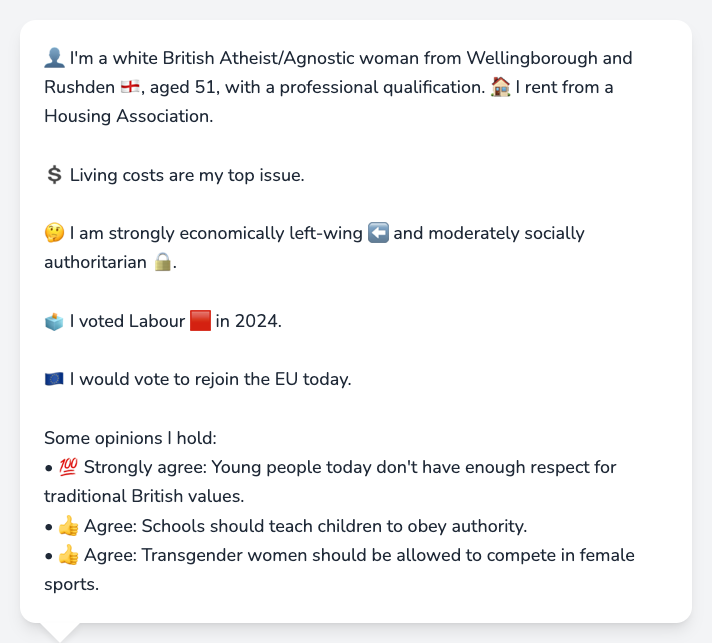 👤 I'm a white British Atheist/Agnostic woman from Wellingborough and
Rushden 🏴󠁧󠁢󠁥󠁮󠁧󠁿, aged 51, with a professional qualification. 🏠 I rent from a
Housing Association.
💲 Living costs are my top issue.
🤔 I am strongly economically left-wing ⬅️ and moderately socially
authoritarian 🔒.
🗳️ I voted Labour 🟥 in 2024.
🇪🇺 I would vote to rejoin the EU today.
Some opinions I hold:
• 💯 Strongly agree: Young people today don't have enough respect for
traditional British values.
• 👍 Agree: Schools should teach children to obey authority.
• 👍 Agree: Transgender women should be allowed to compete in female
sports.